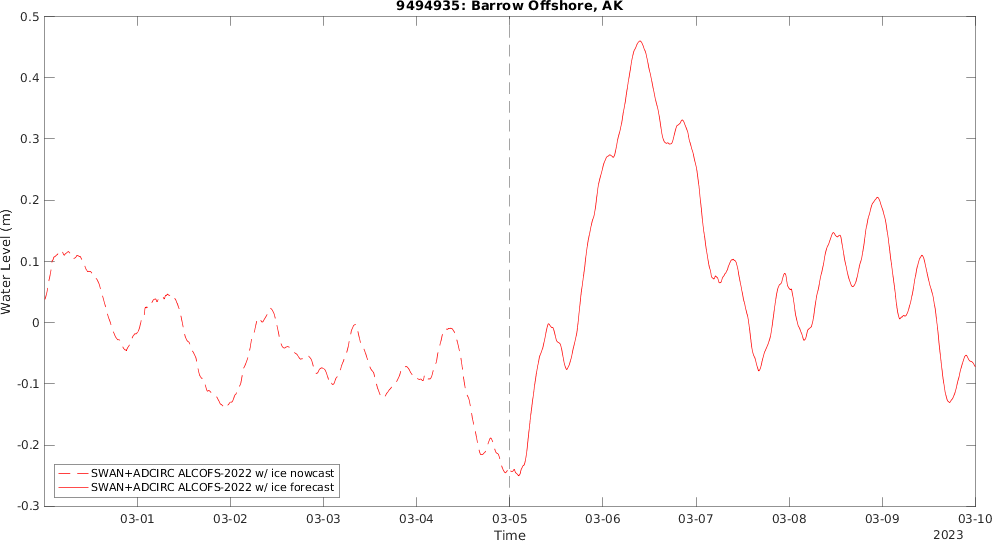 9494935: Barrow Offshore, AK
0.5
0.4
0.3
0.2
0.1
0
-0.1
-0.2
-0.3
Water Level (m)
SWAN+ADCIRC ALCOFS-2022 w/ ice nowcast
SWAN+ADCIRC ALCOFS-2022 w/ ice forecast
03-01 03-02 03-03 03-04 03-05 03-06 03-07 03-08 03-09 03-10
Time
2023